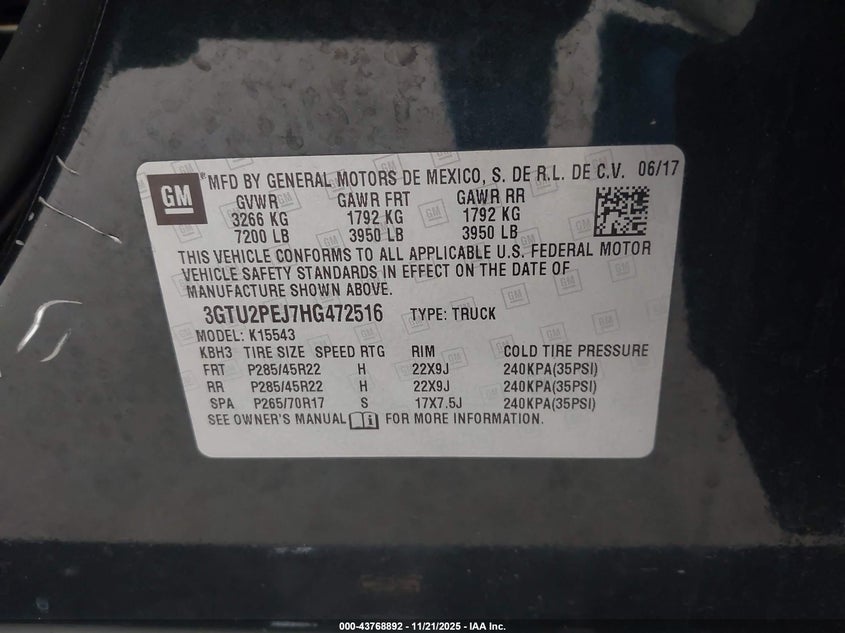 GM
® MFD BY GENERAL MOTORS DE MEXICO, S. DE R.L. DE C.V. 06/17
GVWR GAWR FRT GAWR RR
3266 KG 1792 KG 1792 KG
7200 LB 3950 LB 3950 LB
THIS VEHICLE CONFORMS TO ALL APPLICABLE U.S. FEDERAL MOTOR
VEHICLE SAFETY STANDARDS IN EFFECT ON THE DATE OF
MANUFACTURE SHOWN ABOVE.
3GTU2PEJ7HG472516 TYPE: TRUCK
MODEL: K15543
KBH3 TIRE SIZE SPEED RTG RIM COLD TIRE PRESSURE
FRT P285/45R22 H 22X9J 240KPA(35PSI)
RR P285/45R22 H 22X9J 240KPA(35PSI)
SPA P265/70R17 S 17X7.5J 240KPA(35PSI)
SEE OWNER'S MANUAL FOR MORE INFORMATION.
000-43768892 - 11/21/2025 - IAA Inc.